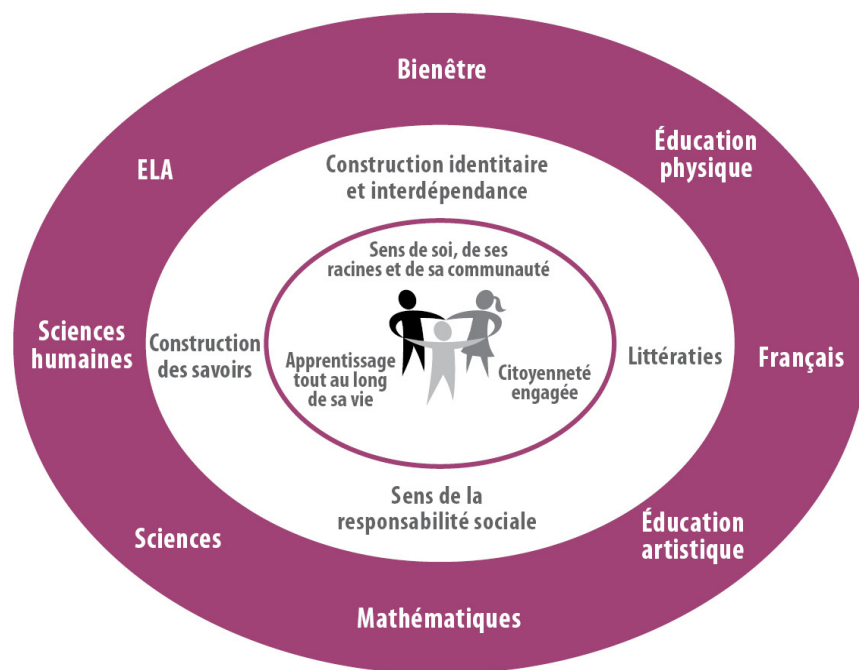 Bienêtre
ELA
Éducation
physique
Construction identitaire
et interdépendance
Sens de soi, de ses
racines et de sa communauté
Sciences
humaines
Construction
des savoirs
Apprentissage
tout au long
de sa vie
Citoyenneté
engagée
Littératies
Français
Sens de la
responsabilité sociale
Sciences
Éducation
artistique
Mathématiques